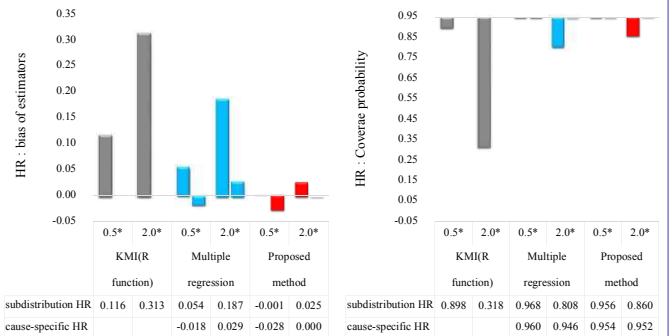 HR : bias of estimators
0.35
0.30
0.25
0.20
0.15
0.10
0.05
0.00
-0.05
0.5* 2.0* 0.5* 2.0* 0.5* 2.0*
KMI(R function) Multiple regression Proposed method
subdistribution HR 0.116 0.313 0.054 0.187 -0.001 0.025
cause-specific HR -0.018 0.029 -0.028 0.000
HR : Coverae probability
0.95
0.85
0.75
0.65
0.55
0.45
0.35
0.25
0.15
0.05
-0.05
0.5* 2.0* 0.5* 2.0* 0.5* 2.0*
KMI(R function) Multiple regression Proposed method
subdistribution HR 0.898 0.318 0.968 0.808 0.956 0.860
cause-specific HR 0.960 0.946 0.954 0.952